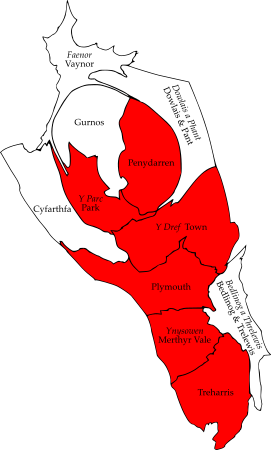 Faenor
Vaynor
Dowlais a Phant
Dowlais & Pant
Gurnos
Penydarren
Y Parc
Park
Cyfarthfa
Y Dref Town
Plymouth
Bedlinog a Threlewis
Bedlinog & Trelewis
Ynysowen
Merthyr Vale
Treharris